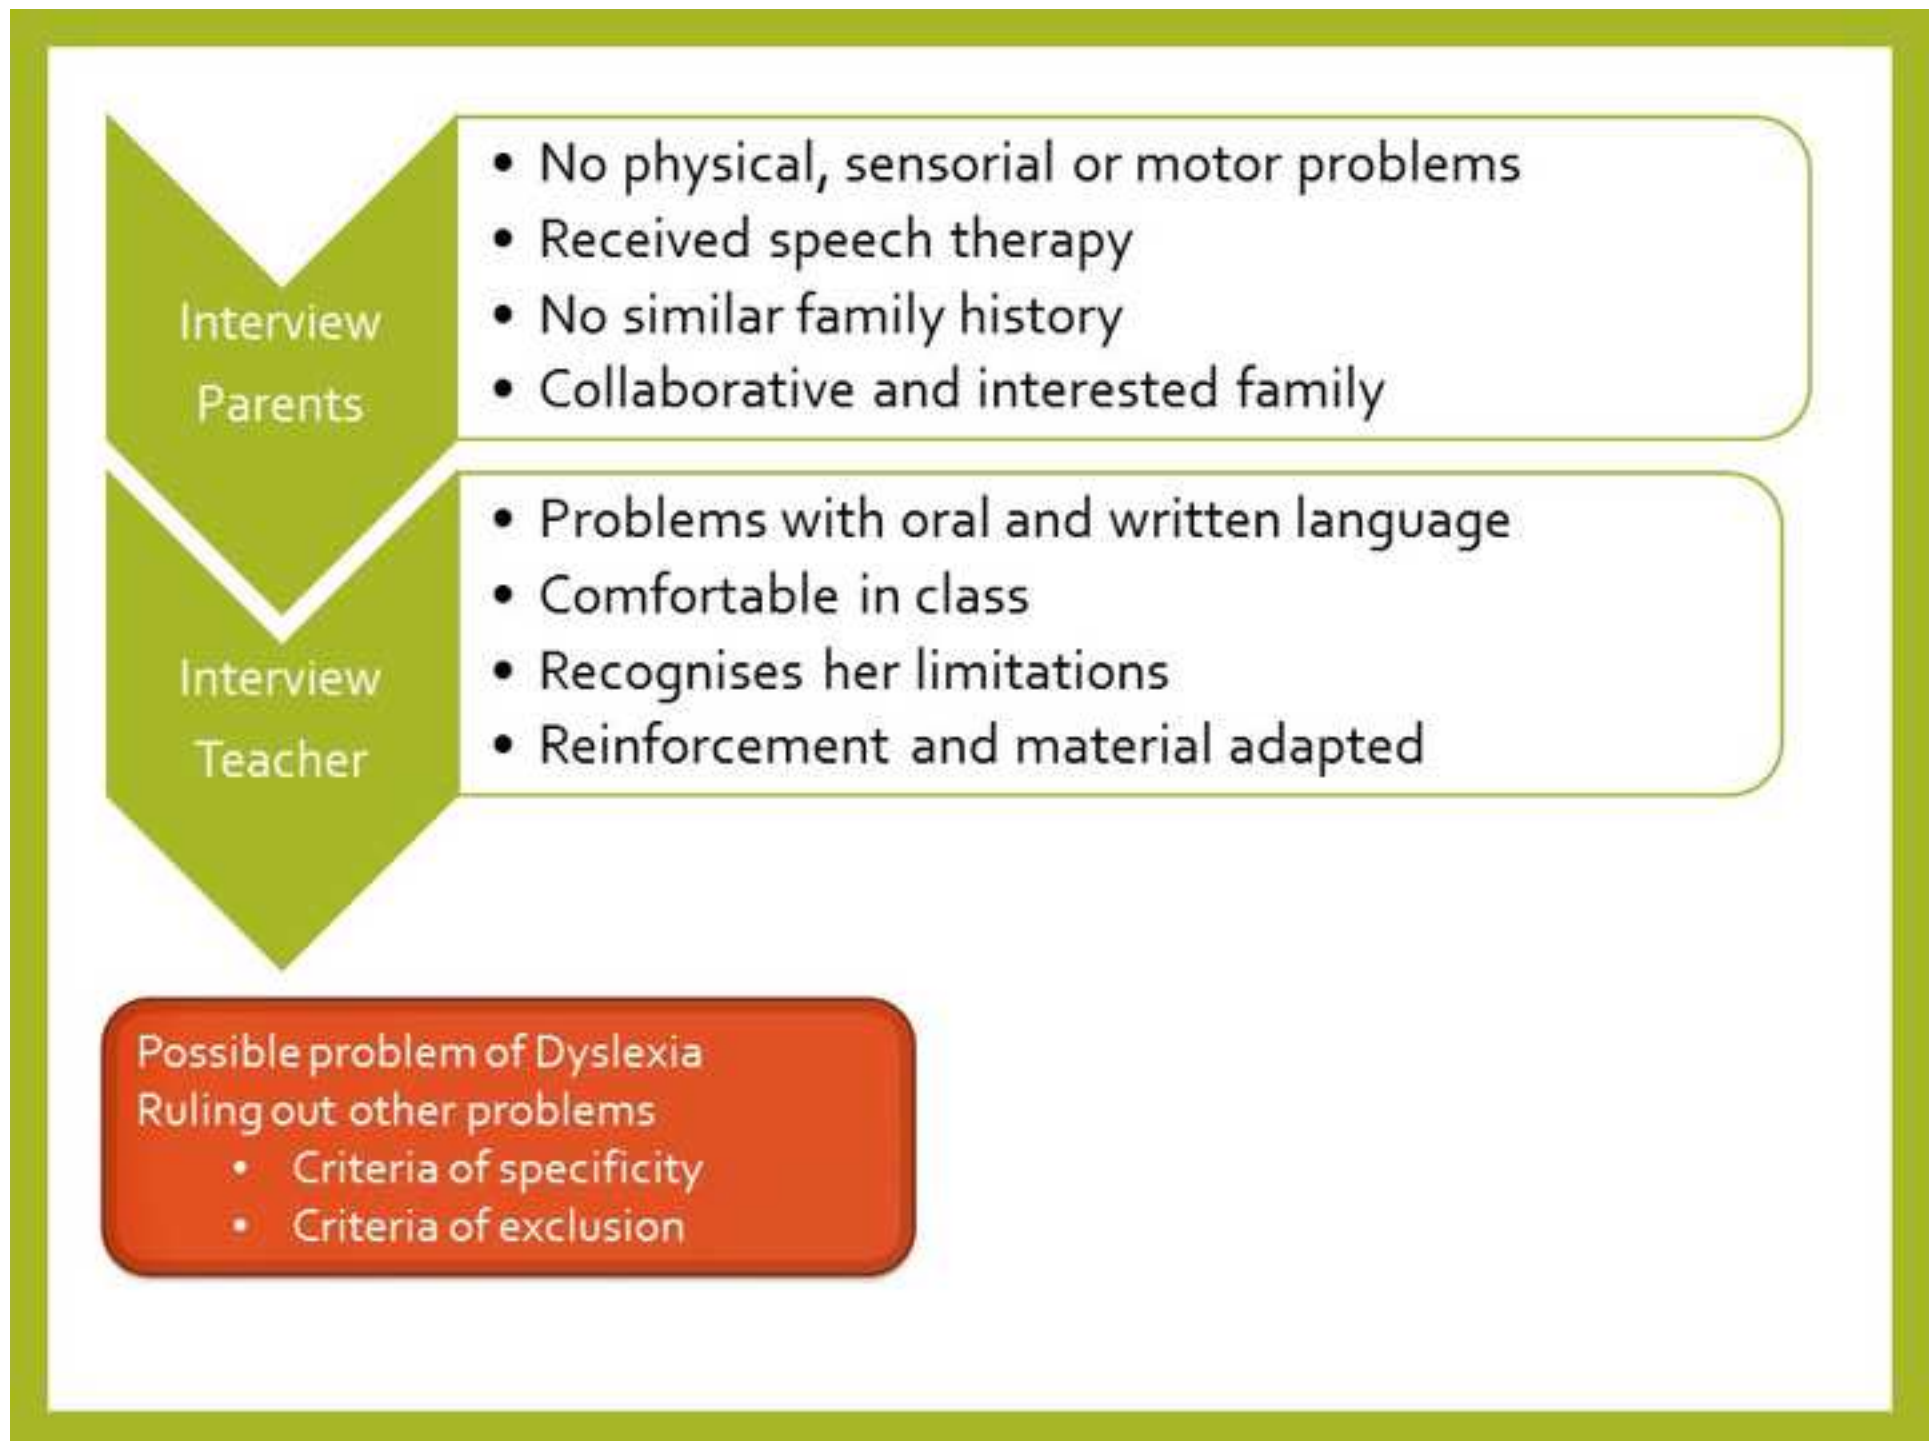 Interview
Parents
• No physical, sensorial or motor problems
• Received speech therapy
• No similar family history
• Collaborative and interested family
Interview
Teacher
• Problems with oral and written language
• Comfortable in class
• Recognises her limitations
• Reinforcement and material adapted
Possible problem of Dyslexia
Ruling out other problems
• Criteria of specificity
• Criteria of exclusion